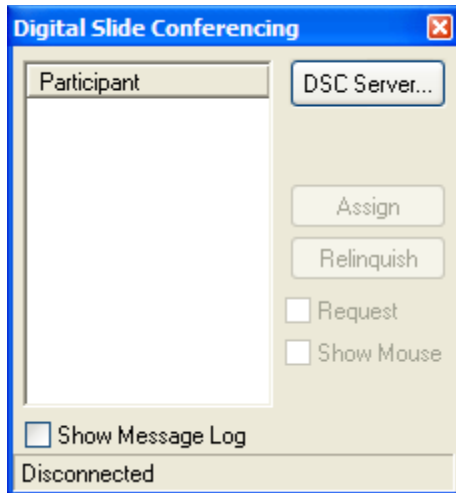 Digital Slide Conferencing
Participant
DSC Server...
Assign
Relinquish
Request
Show Mouse
Show Message Log
Disconnected